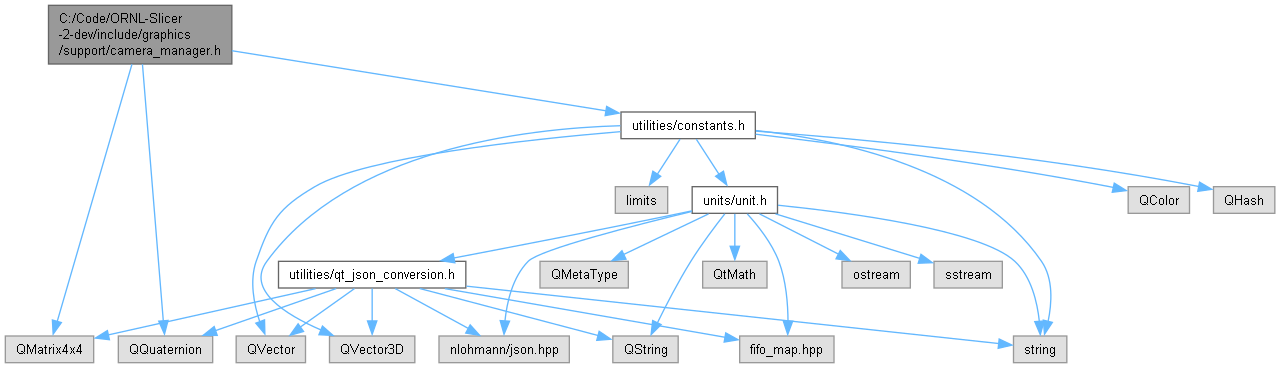 C:/Code/ORNL-Slicer
-2-dev/include/graphics
/support/camera_manager.h
utilities/constants.h
limits
units/unit.h
QColor
QHash
utilities/qt_json_conversion.h
QMetaType
QtMath
ostream
sstream
QMatrix4x4
QQuaternion
QVector
QVector3D
nlohmann/json.hpp
QString
fifo_map.hpp
string